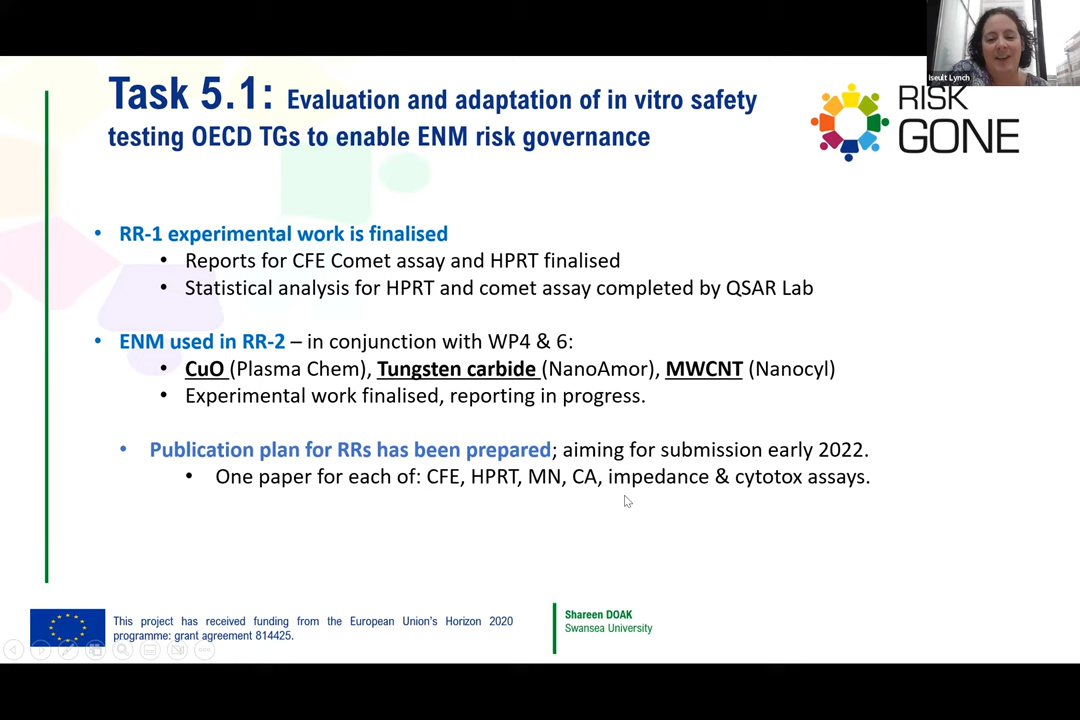 Iseult Lynch
Task 5.1: Evaluation and adaptation of in vitro safety
testing OECD TGs to enable ENM risk governance
RISK
GONE
• RR-1 experimental work is finalised
• Reports for CFE Comet assay and HPRT finalised
• Statistical analysis for HPRT and comet assay completed by QSAR Lab
• ENM used in RR-2 – in conjunction with WP4 & 6:
• CuO (Plasma Chem), Tungsten carbide (NanoAmor), MWCNT (Nanocyl)
• Experimental work finalised, reporting in progress.
• Publication plan for RRs has been prepared; aiming for submission early 2022.
• One paper for each of: CFE, HPRT, MN, CA, impedance & cytotox assays.
This project has received funding from the European Union's Horizon 2020
programme: grant agreement 814425.
Shareen DOAK
Swansea University